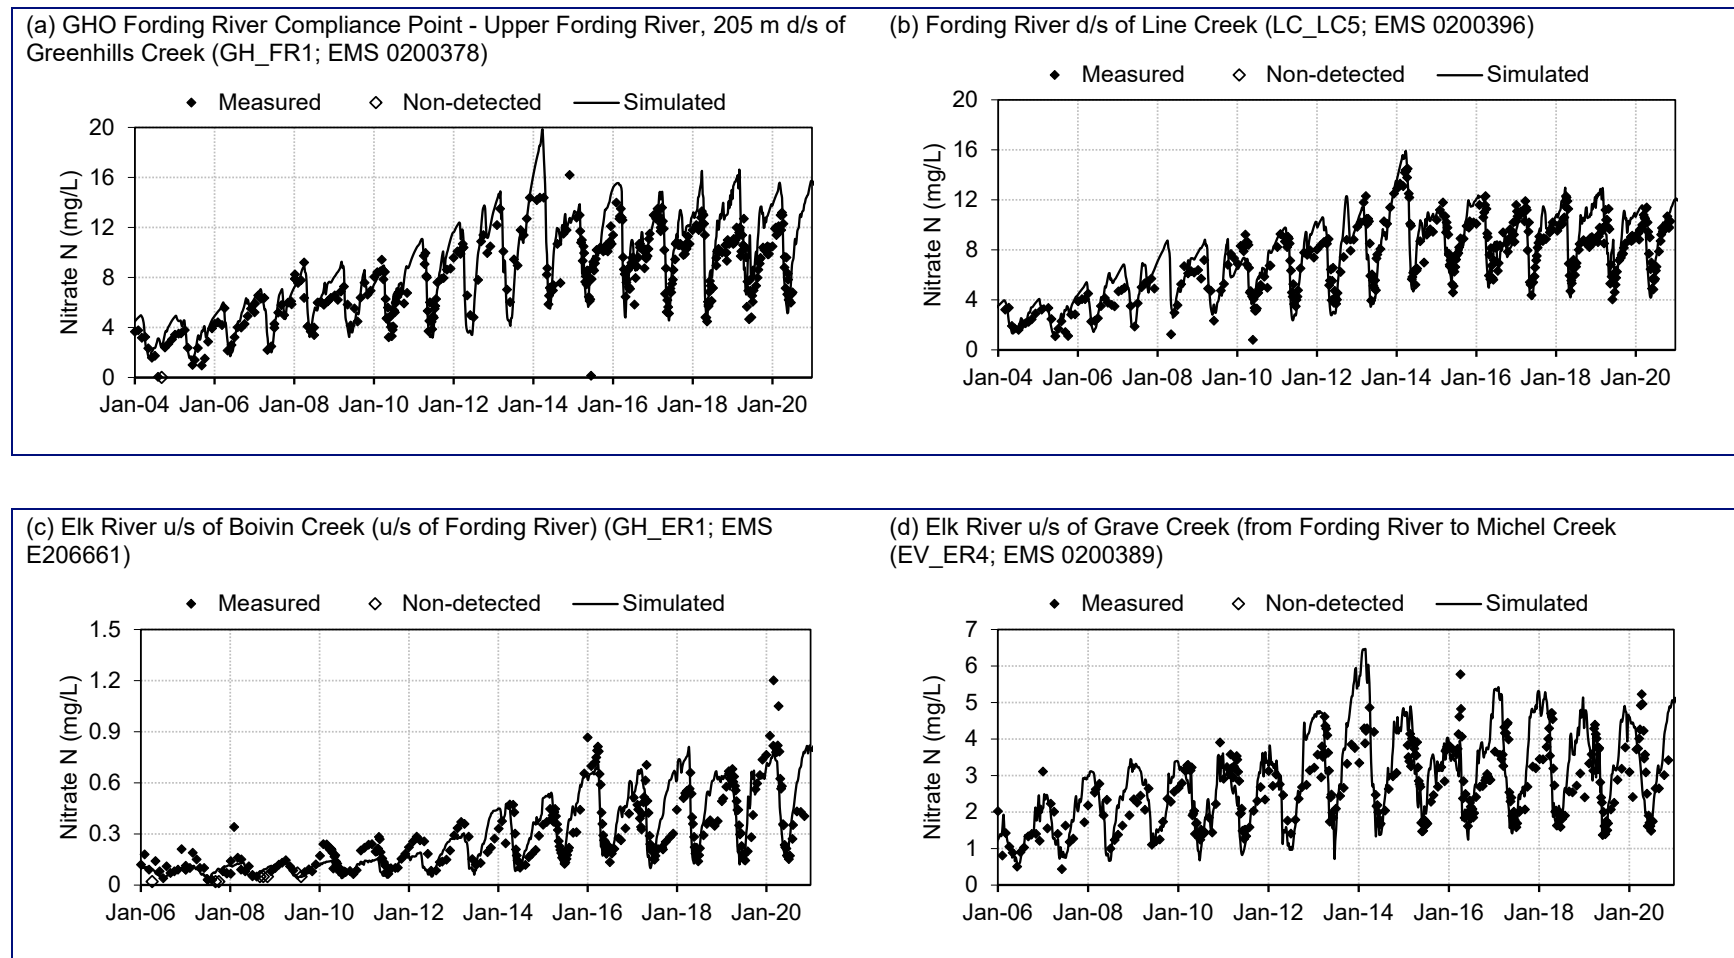 (a) GHO Fording River Compliance Point - Upper Fording River, 205 m d/s of
Greenhills Creek (GH_FR1; EMS 0200378)
Measured Non-detected Simulated
Nitrate N (mg/L)
20
16
12
8
4
0
Jan-04 Jan-06 Jan-08 Jan-10 Jan-12 Jan-14 Jan-16 Jan-18 Jan-20
(b) Fording River d/s of Line Creek (LC_LC5; EMS 0200396)
Measured Non-detected Simulated
Nitrate N (mg/L)
20
16
12
8
4
0
Jan-04 Jan-06 Jan-08 Jan-10 Jan-12 Jan-14 Jan-16 Jan-18 Jan-20
(c) Elk River u/s of Boivin Creek (u/s of Fording River) (GH_ER1; EMS
E206661)
Measured Non-detected Simulated
Nitrate N (mg/L)
1.5
1.2
0.9
0.6
0.3
0
Jan-06 Jan-08 Jan-10 Jan-12 Jan-14 Jan-16 Jan-18 Jan-20
(d) Elk River u/s of Grave Creek (from Fording River to Michel Creek
(EV_ER4; EMS 0200389)
Measured Non-detected Simulated
Nitrate N (mg/L)
7
6
5
4
3
2
1
0
Jan-06 Jan-08 Jan-10 Jan-12 Jan-14 Jan-16 Jan-18 Jan-20